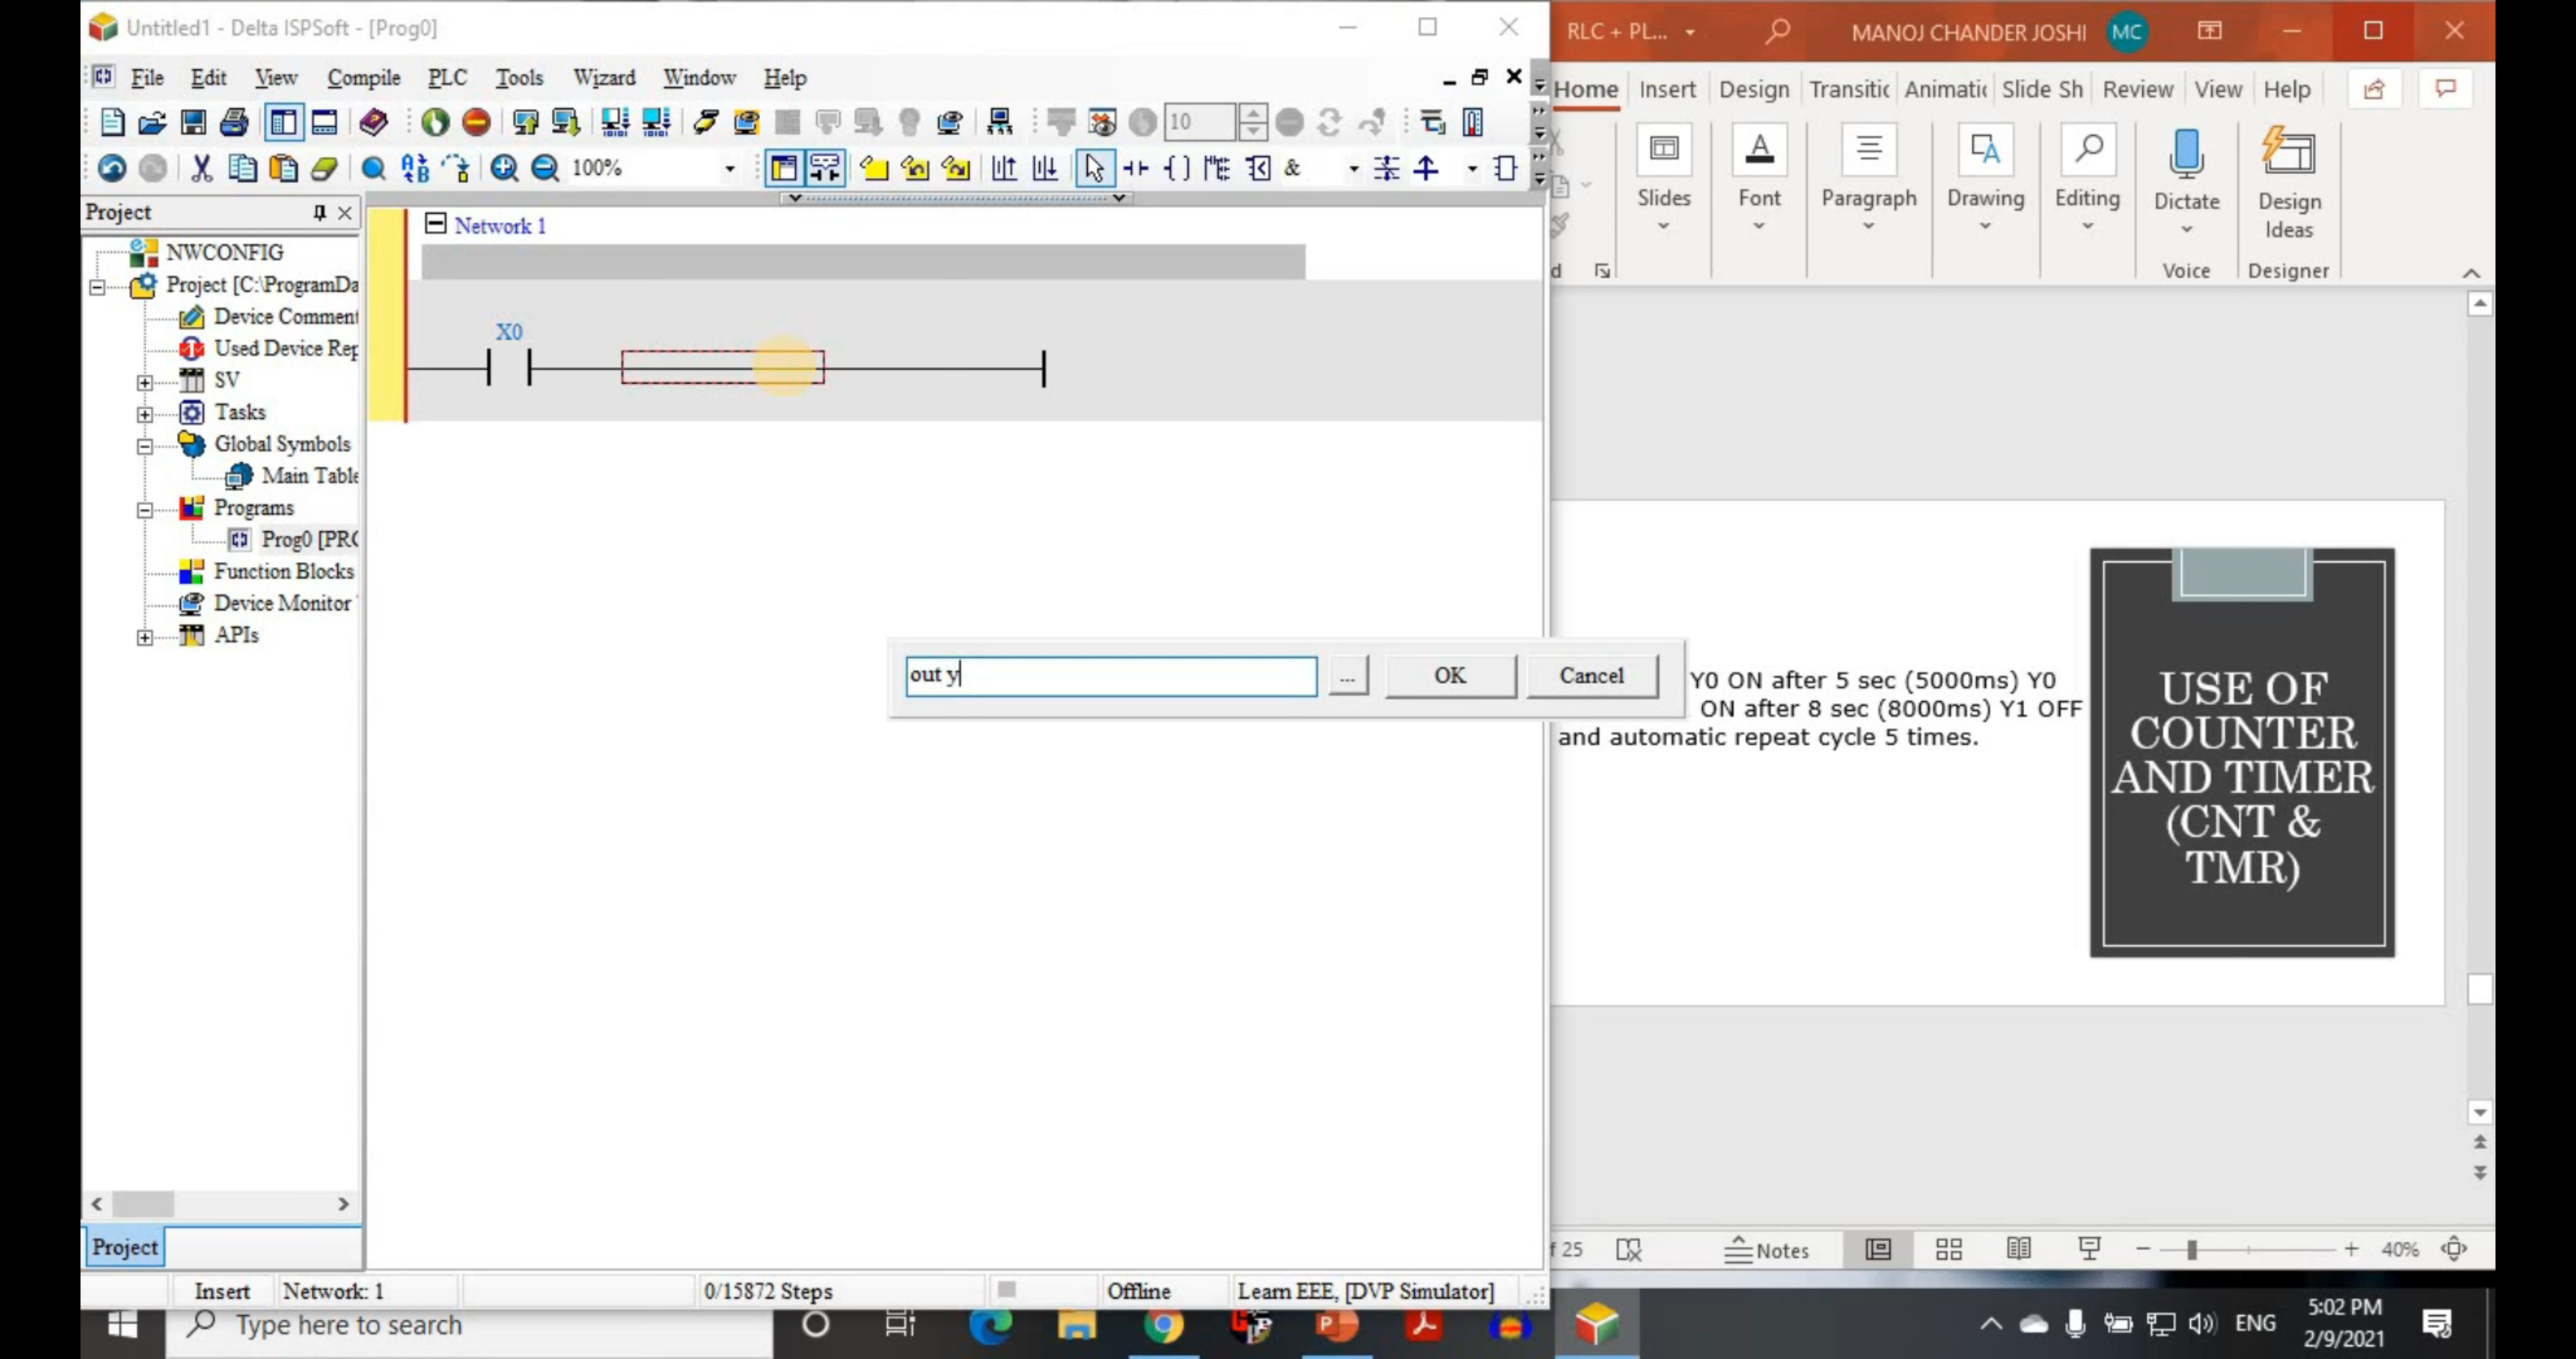 Untitled1 - Delta ISPSoft - [Prog0]
File Edit View Compile PLC Tools Wizard Window Help
10
100%
&
Project
NWCONFIG
Project [C:\ProgramDa
Device Comment
Used Device Rep
SV
Tasks
Global Symbols
Main Table
Programs
Prog0 [PRO
Function Blocks
Device Monitor
APIs
Project
Network 1
X0
out y
... OK Cancel
Insert Network: 1 0/15872 Steps Offline Learn EEE, [DVP Simulator]
RLC + PL... MANOJ CHANDER JOSHI MC
Home Insert Design Transitic Animatic Slide Sh Review View Help
Slides Font Paragraph Drawing Editing Dictate Design Ideas
d Voice Designer
Y0 ON after 5 sec (5000ms) Y0
ON after 8 sec (8000ms) Y1 OFF
and automatic repeat cycle 5 times.
USE OF
COUNTER
AND TIMER
(CNT &
TMR)
f 25 Notes 40%
Type here to search
ENG
5:02 PM
2/9/2021